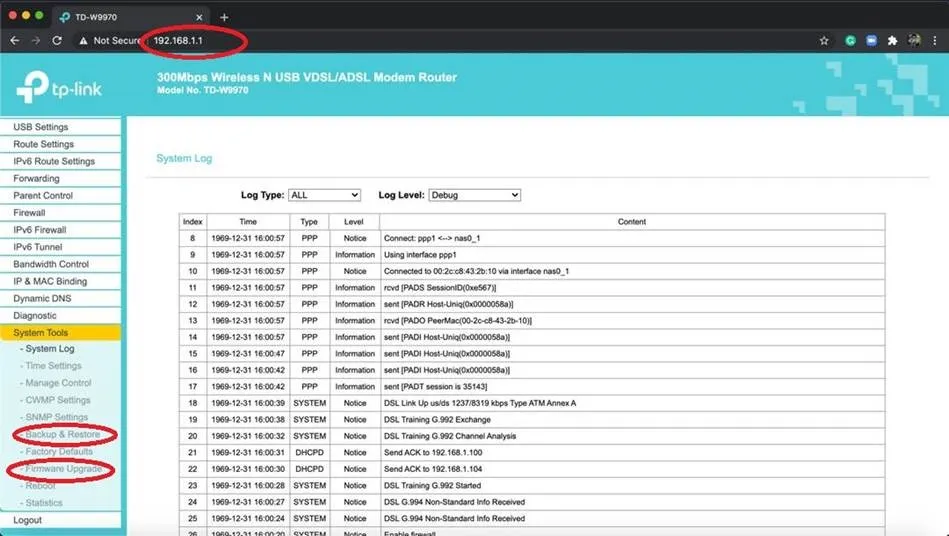 TD-W9970
Not Secure 192.168.1.1
tp-link
300Mbps Wireless N USB VDSL/ADSL Modem Router
Model No. TD-W9970
USB Settings
Route Settings
IPv6 Route Settings
Forwarding
Parent Control
Firewall
IPv6 Firewall
IPv6 Tunnel
Bandwidth Control
IP & MAC Binding
Dynamic DNS
Diagnostic
System Tools
- System Log
- Time Settings
- Manage Control
- CWMP Settings
- SNMP Settings
- Backup & Restore
- Factory Defaults
- Firmware Upgrade
- Reboot
- Statistics
Logout
System Log
Log Type: ALL Log Level: Debug
Index Time Type Level Content
8 1969-12-31 16:00:57 PPP Notice Connect: ppp1 <--> nas0_1
9 1969-12-31 16:00:57 PPP Information Using interface ppp1
10 1969-12-31 16:00:57 PPP Notice Connected to 00:2c:c8:43:2b:10 via interface nas0_1
11 1969-12-31 16:00:57 PPP Information rcvd [PADS SessionID(0xe567)]
12 1969-12-31 16:00:57 PPP Information sent [PADR Host-Uniq(0x0000058a)]
13 1969-12-31 16:00:57 PPP Information rcvd [PADO PeerMac(00-2c-c8-43-2b-10)]
14 1969-12-31 16:00:57 PPP Information sent [PADI Host-Uniq(0x0000058a)]
15 1969-12-31 16:00:47 PPP Information sent [PADI Host-Uniq(0x0000058a)]
16 1969-12-31 16:00:42 PPP Information sent [PADI Host-Uniq(0x0000058a)]
17 1969-12-31 16:00:42 PPP Information sent [PADT session is 35143]
18 1969-12-31 16:00:39 SYSTEM Notice DSL Link Up us/ds 1237/8319 kbps Type ATM Annex A
19 1969-12-31 16:00:38 SYSTEM Notice DSL Training G.992 Exchange
20 1969-12-31 16:00:32 SYSTEM Notice DSL Training G.992 Channel Analysis
21 1969-12-31 16:00:31 DHCPD Notice Send ACK to 192.168.1.100
22 1969-12-31 16:00:30 DHCPD Notice Send ACK to 192.168.1.104
23 1969-12-31 16:00:28 SYSTEM Notice DSL Training G.992 Started
24 1969-12-31 16:00:27 SYSTEM Notice DSL G.994 Non-Standard Info Received
25 1969-12-31 16:00:24 SYSTEM Notice DSL G.994 Non-Standard Info Received
26 1969-12-31 16:00:20 SYSTEM Notice Enable firewall